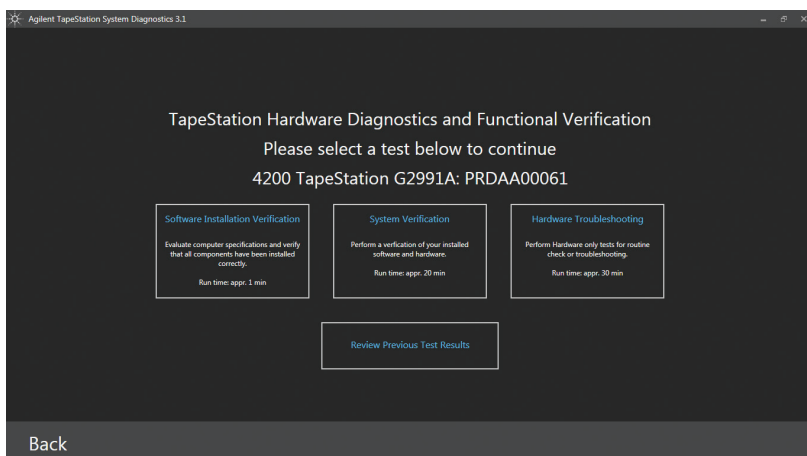 Agilent TapeStation System Diagnostics 3.1
TapeStation Hardware Diagnostics and Functional Verification
Please select a test below to continue
4200 TapeStation G2991A: PRDAA00061
Software Installation Verification
Evaluate computer specifications and verify
that all components have been installed
correctly.
Run time: appr. 1 min
System Verification
Perform a verfication of your installed
software and hardware.
Run time: appr. 20 min
Hardware Troubleshooting
Perform Hardware only tests for routine
check or troubleshooting.
Run time: appr. 30 min
Review Previous Test Results
Back